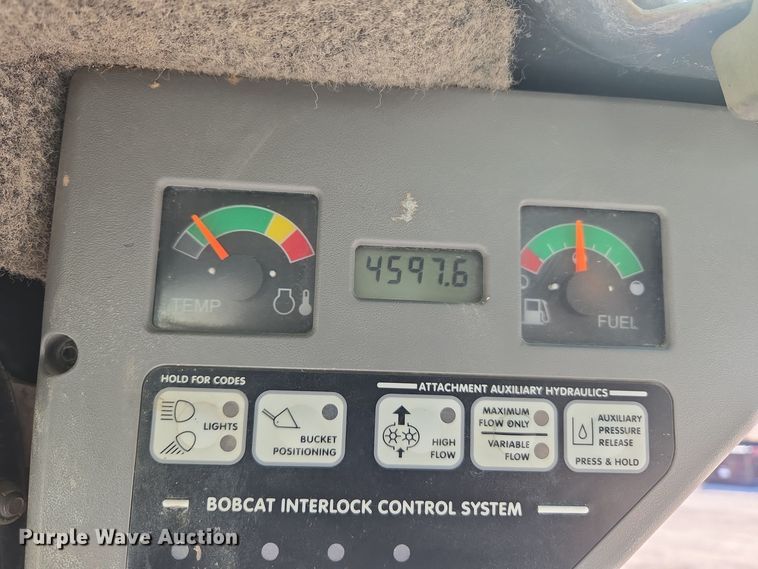 4597.6
TEMP
FUEL
HOLD FOR CODES
ATTACHMENT AUXILIARY HYDRAULICS
LIGHTS
BUCKET
POSITIONING
HIGH
FLOW
MAXIMUM
FLOW ONLY
VARIABLE
FLOW
AUXILIARY
PRESSURE
RELEASE
PRESS & HOLD
BOBCAT INTERLOCK CONTROL SYSTEM
Purple Wave Auction